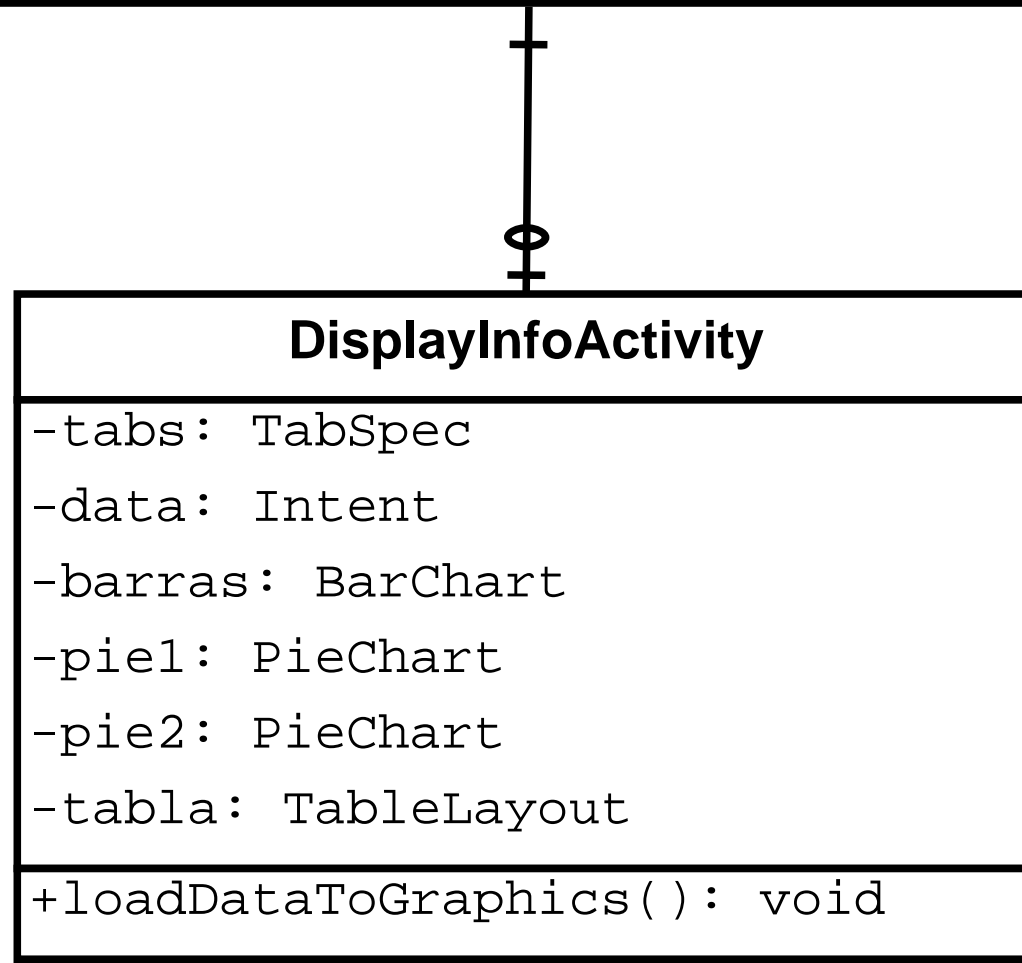 DisplayInfoActivity
-tabs: TabSpec
-data: Intent
-barras: BarChart
-pie1: PieChart
-pie2: PieChart
-tabla: TableLayout
+loadDataToGraphics(): void